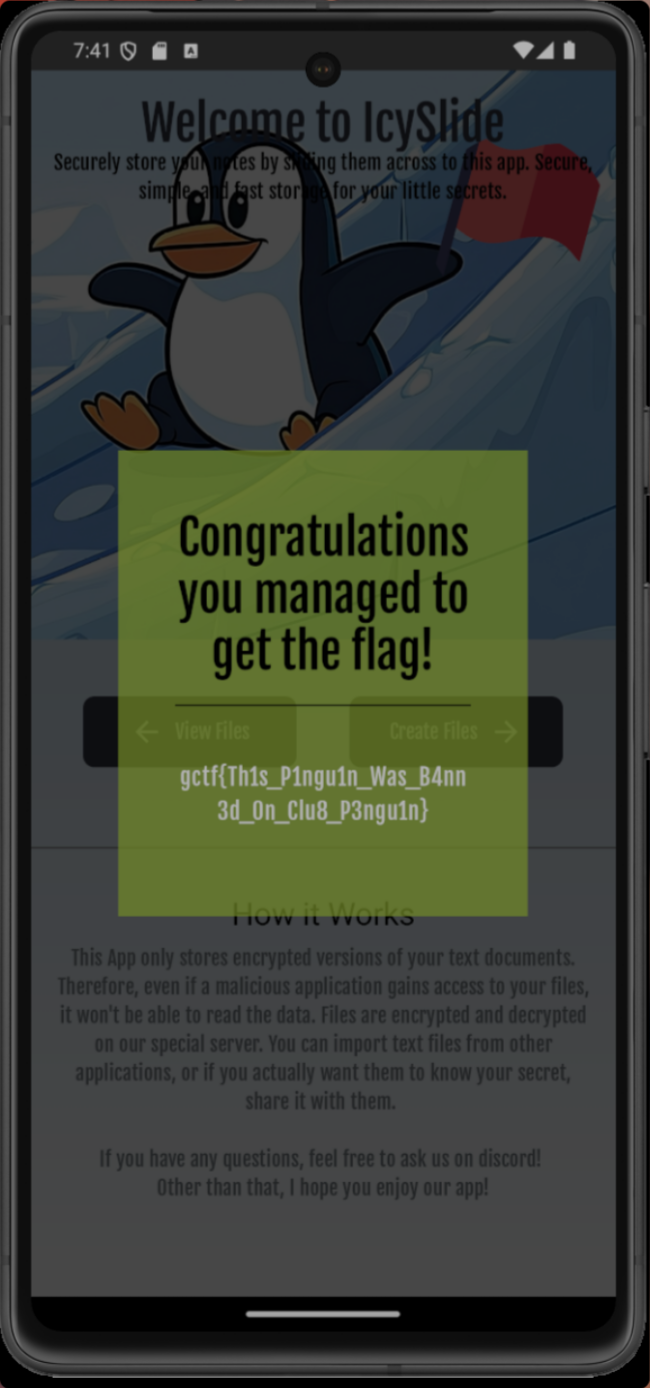 7:41
Welcome to IcySlide
Securely store your notes by sliding them across to this app. Secure,
simple, and fast storage for your little secrets.
Congratulations
you managed to
get the flag!
View Files
Create Files
gctf{Th1s_P1ngu1n_Was_B4nn
3d_On_Clu8_P3ngu1n}
How it Works
This App only stores encrypted versions of your text documents.
Therefore, even if a malicious application gains access to your files,
it won't be able to read the data. Files are encrypted and decrypted
on our special server. You can import text files from other
applications, or if you actually want them to know your secret,
share it with them.
If you have any questions, feel free to ask us on discord!
Other than that, I hope you enjoy our app!